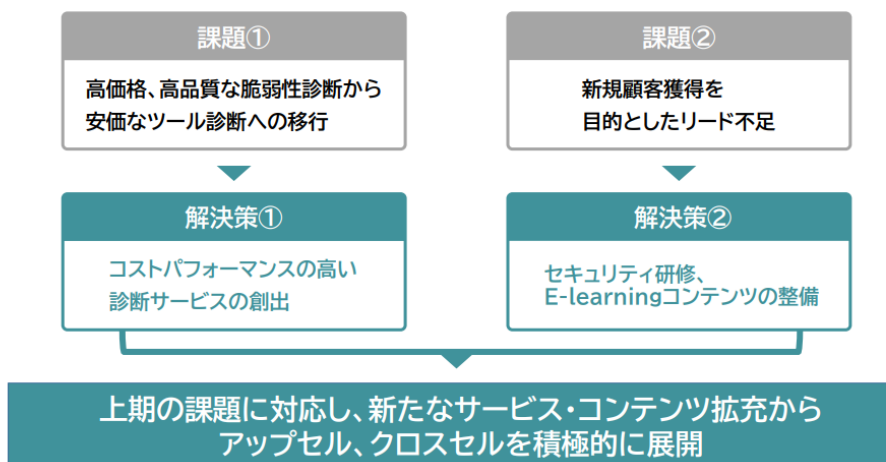 課題①
高価格、高品質な脆弱性診断から
安価なツール診断への移行
課題②
新規顧客獲得を
目的としたリード不足
解決策①
コストパフォーマンスの高い
診断サービスの創出
解決策②
セキュリティ研修、
E-learningコンテンツの整備
上期の課題に対応し、新たなサービス・コンテンツ拡充から
アップセル、クロスセルを積極的に展開